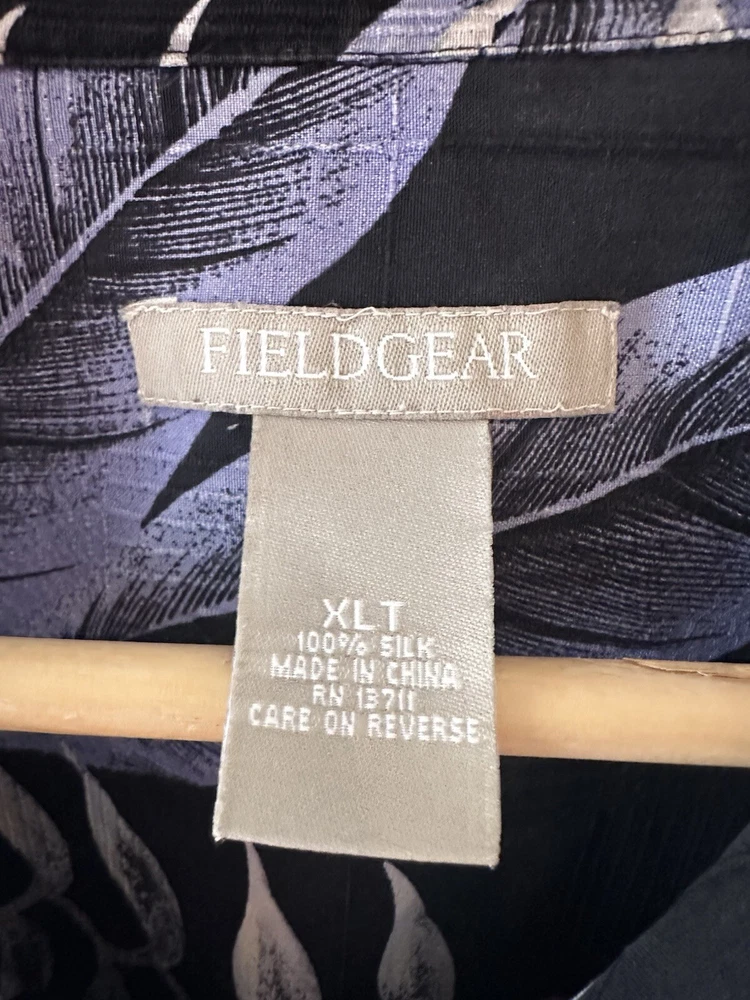 FIELDGEAR
XLT
100% SILK
MADE IN CHINA
RN 13711
CARE ON REVERSE